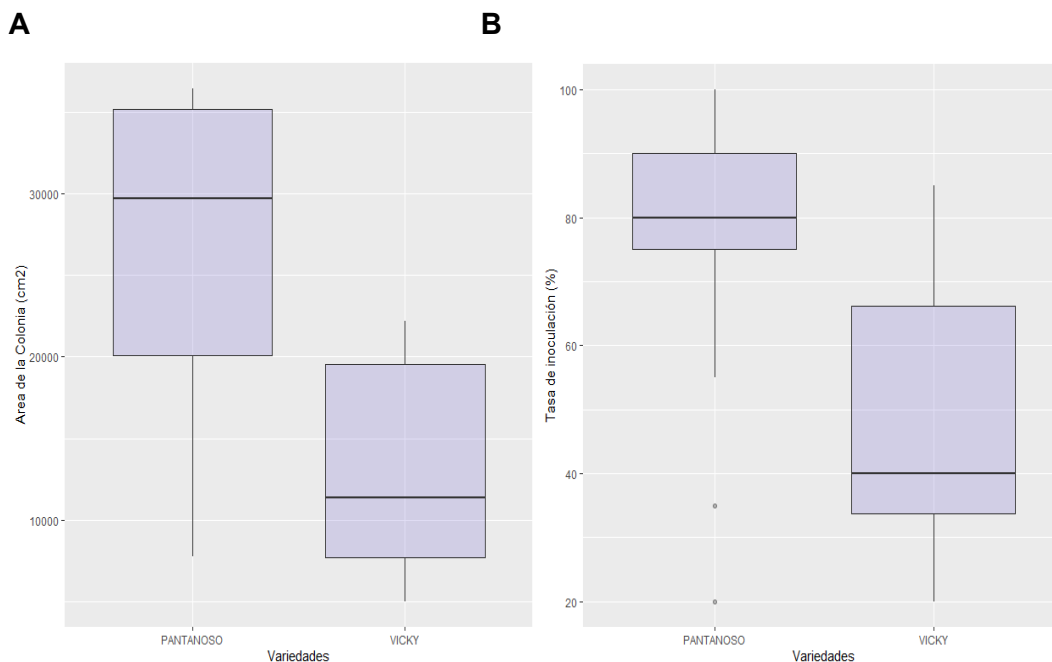 A
B
Area de la Colonia (cm2)
30000
20000
10000
PANTANOSO
VICKY
Variedades
Tasa de inoculación (%)
100
80
60
40
20
PANTANOSO
VICKY
Variedades